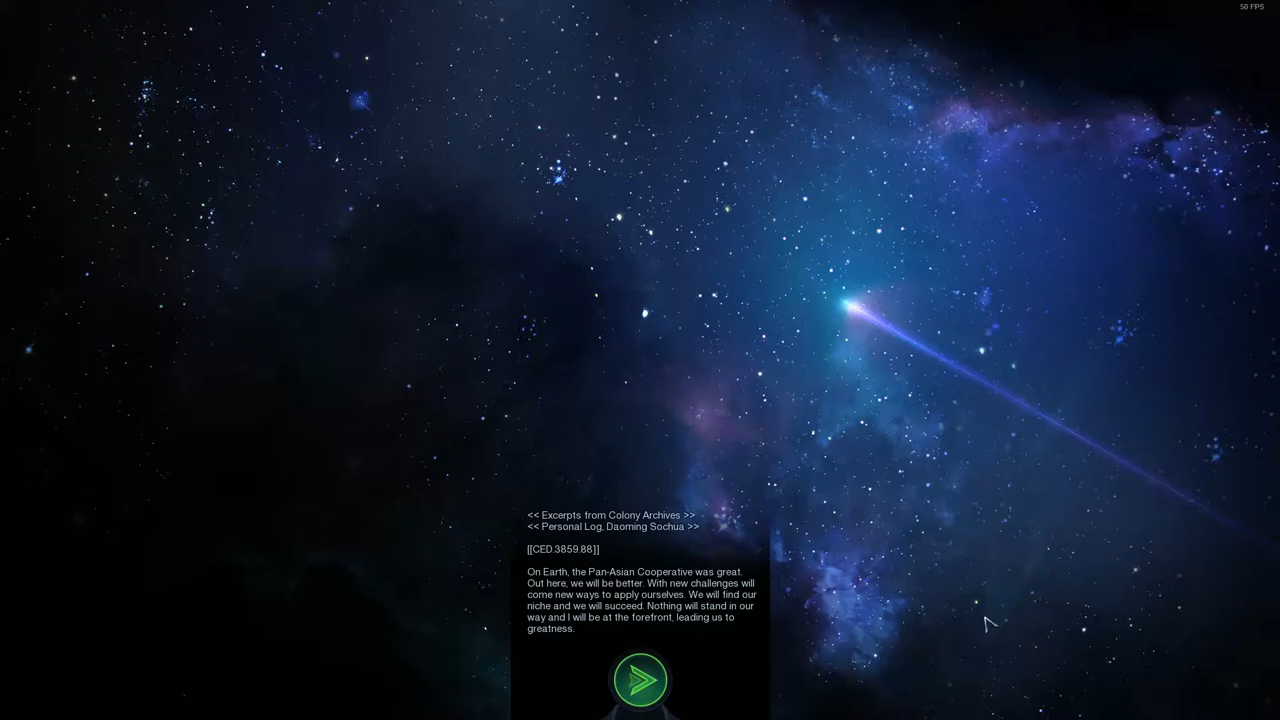 50 FPS
<< Excerpts from Colony Archives >>
<< Personal Log, Daoming Sochua >>
[[CED.3859.88]]
On Earth, the Pan-Asian Cooperative was great.
Out here, we will be better. With new challenges will
come new ways to apply ourselves. We will find our
niche and we will succeed. Nothing will stand in our
way and I will be at the forefront, leading us to
greatness.